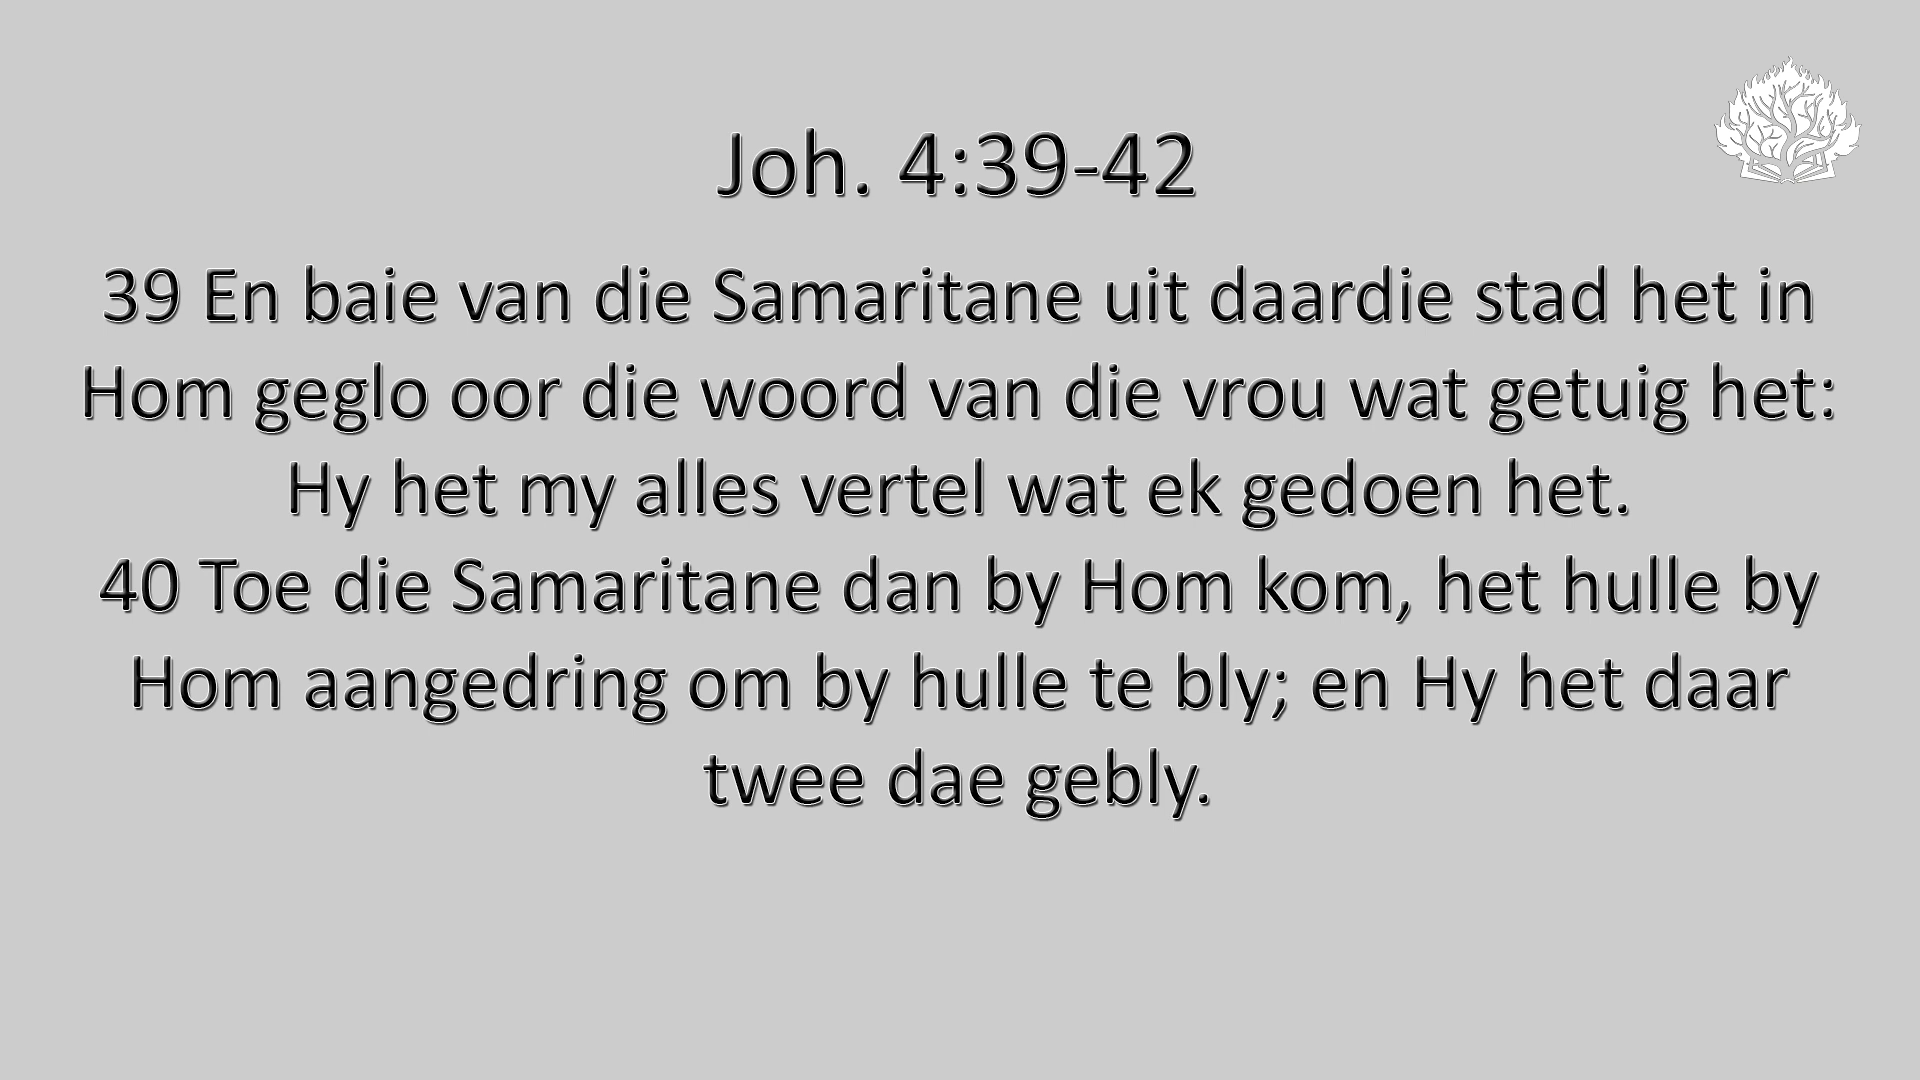 Joh. 4:39-42
39 En baie van die Samaritane uit daardie stad het in
Hom geglo oor die woord van die vrou wat getuig het:
Hy het my alles vertel wat ek gedoen het.
40 Toe die Samaritane dan by Hom kom, het hulle by
Hom aangedring om by hulle te bly; en Hy het daar
twee dae gebly.